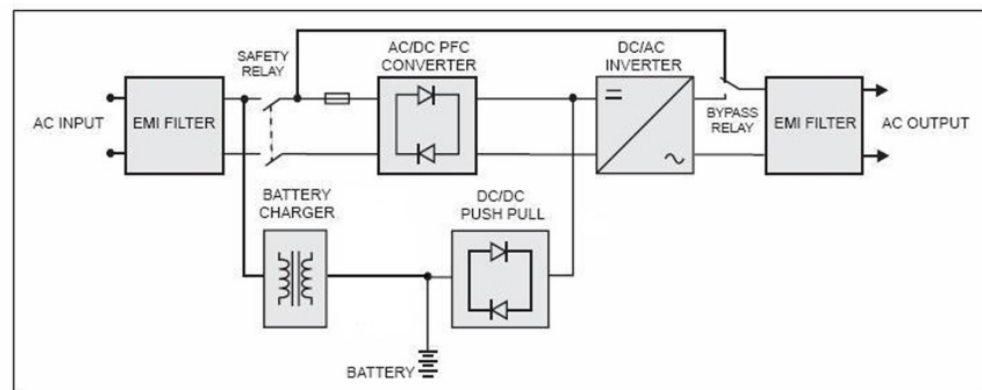 SAFETY
RELAY
AC/DC PFC
CONVERTER
DC/AC
INVERTER
AC INPUT
EMI FILTER
BYPASS
RELAY
EMI FILTER
AC OUTPUT
BATTERY
CHARGER
DC/DC
PUSH PULL
BATTERY